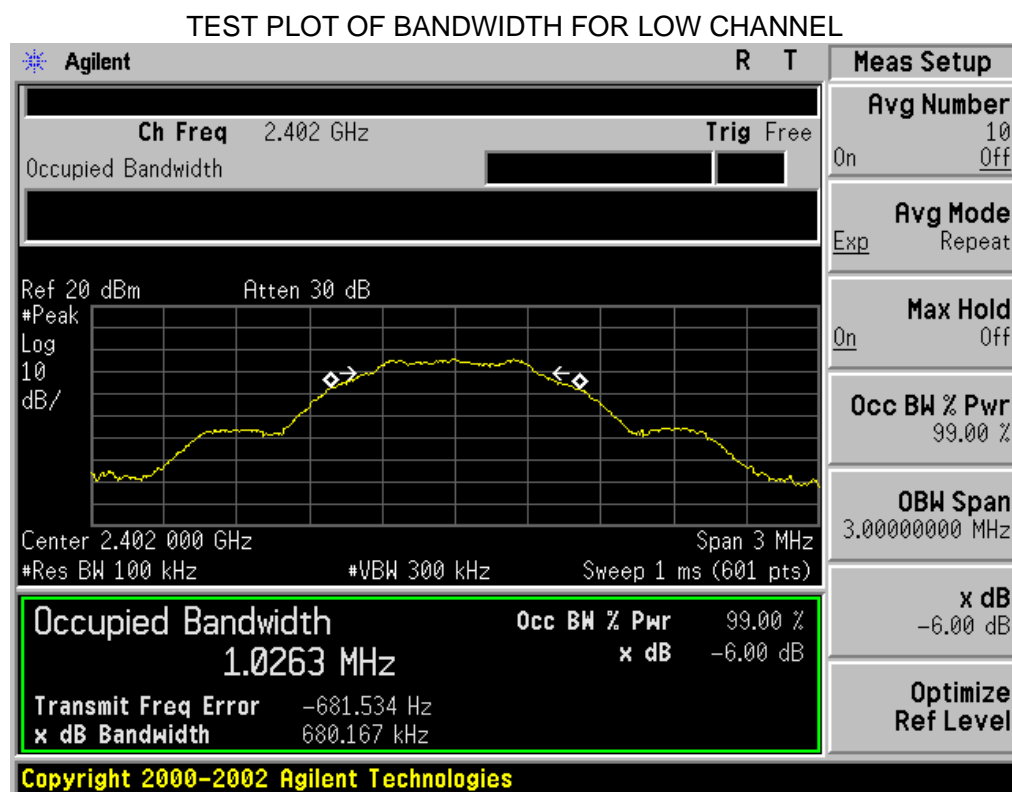 TEST PLOT OF BANDWIDTH FOR LOW CHANNEL
Agilent R T
Ch Freq 2.402 GHz Trig Free
Occupied Bandwidth
Ref 20 dBm Atten 30 dB
#Peak
Log
10
dB/
Center 2.402 000 GHz Span 3 MHz
#Res BW 100 kHz #VBW 300 kHz Sweep 1 ms (601 pts)
Occupied Bandwidth Occ BW % Pwr 99.00 %
1.0263 MHz x dB -6.00 dB
Transmit Freq Error -681.534 Hz
x dB Bandwidth 680.167 kHz
Copyright 2000-2002 Agilent Technologies
Meas Setup
Avg Number
10
On Off
Avg Mode
Exp Repeat
Max Hold
On Off
Occ BW % Pwr
99.00 %
OBW Span
3.00000000 MHz
x dB
-6.00 dB
Optimize
Ref Level